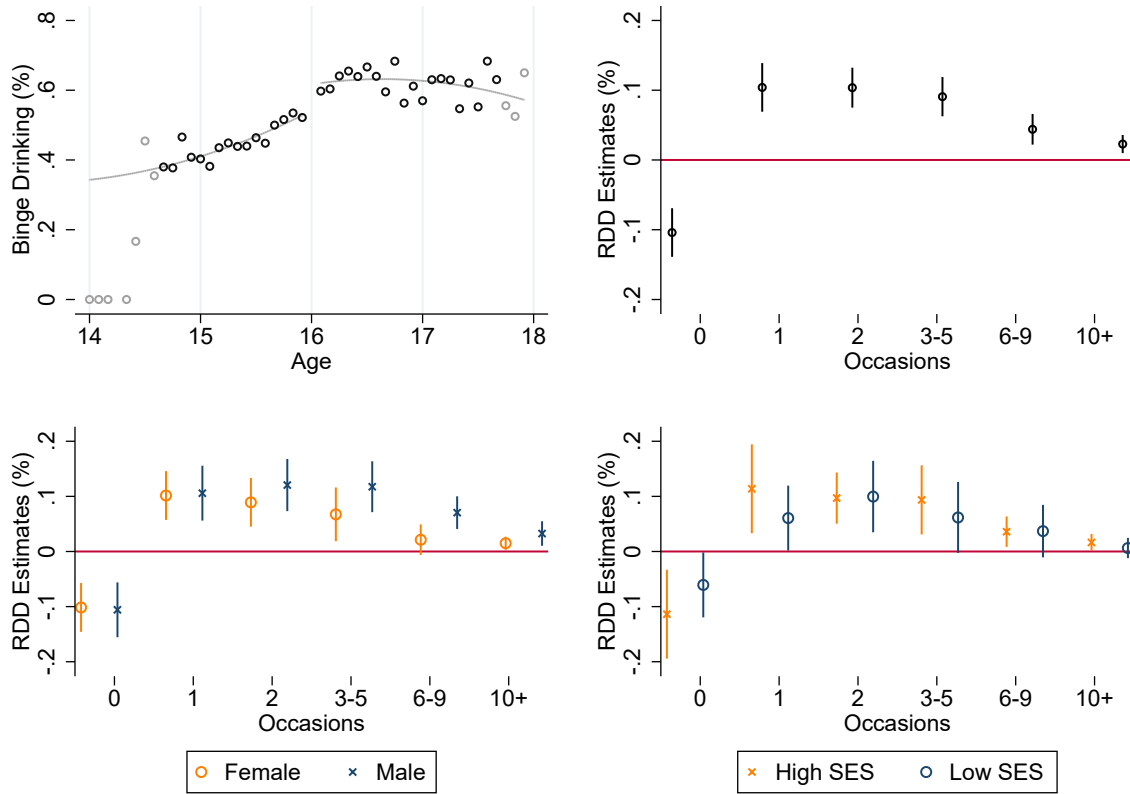 Binge Drinking (%)
.8
.6
.4
.2
0
14 15 16 17 18
Age
RDD Estimates (%)
.2
.1
0
-.1
-.2
0 1 2 3-5 6-9 10+
Occasions
RDD Estimates (%)
.2
.1
0
-.1
-.2
0 1 2 3-5 6-9 10+
Occasions
Female Male
RDD Estimates (%)
.2
.1
0
-.1
-.2
0 1 2 3-5 6-9 10+
Occasions
High SES Low SES